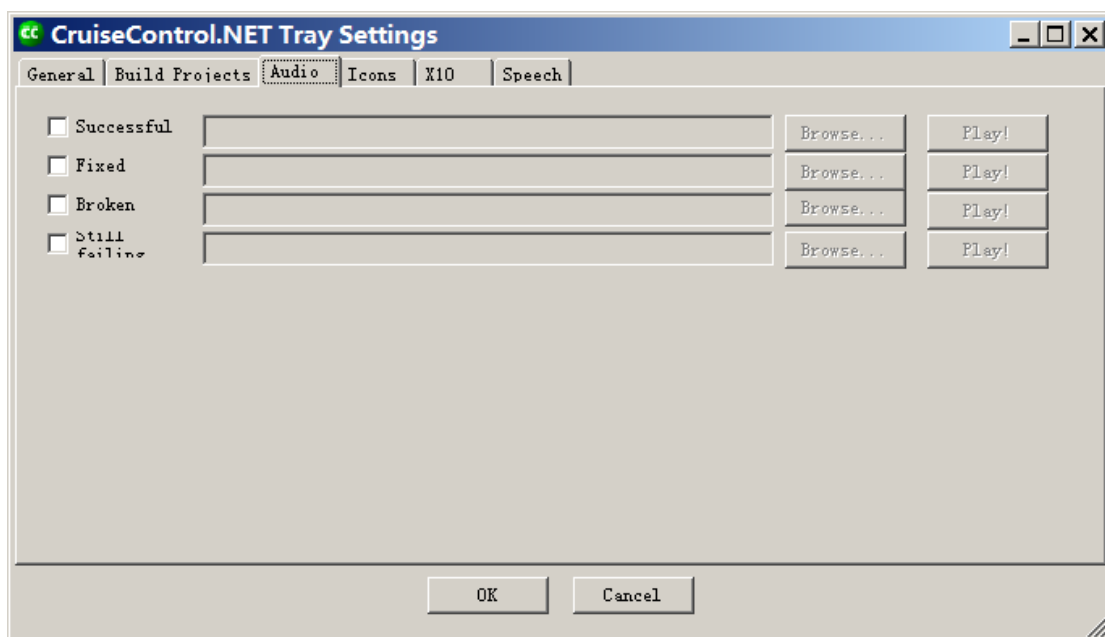 CC CruiseControl.NET Tray Settings
General Build Projects Audio Icons X10 Speech
Successful Browse... Play!
Fixed Browse... Play!
Broken Browse... Play!
Still
failing Browse... Play!
OK Cancel